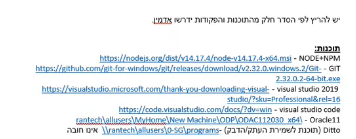 יש להריץ לפי הסדר חלק מהתוכנות והפקודות ידרשו אדמין.
תוכנות:
https://nodejs.org/dist/v14.17.4/node-v14.17.4-x64.msi - NODE+NPM
https://github.com/git-for-windows/git/releases/download/v2.32.0.windows.2/Git- - GIT
2.32.0.2-64-bit.exe
https://visualstudio.microsoft.com/thank-you-downloading-visual- - visual studio 2019
studio/?sku=Professional&rel=16
https://code.visualstudio.com/docs/?dv=win - visual studio code
rantech\allusers\MyHome\New Machine\ODP\ODAC112030_x64\ - Oracle11
Ditto (תוכנת לשמירת העתק/הדבק) -\\rantech\allusers\0-SG\programs אינו חובה